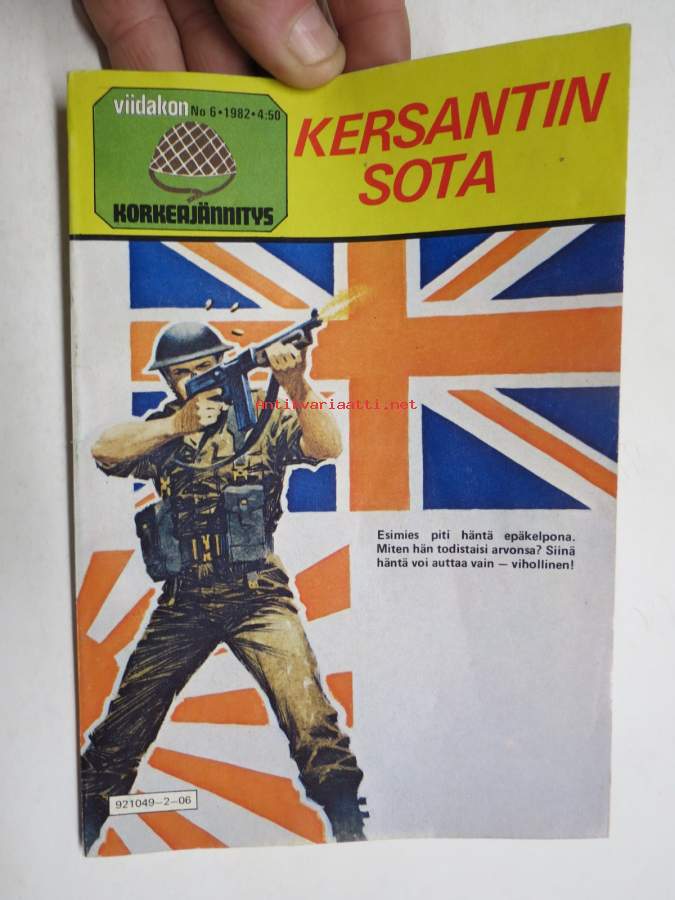 viidakon No 6 • 1982 • 4:50
KORKEAJÄNNITYS
KERSANTIN
SOTA
Antikvariaatti.net
Esimies piti häntä epäkelpona.
Miten hän todistaisi arvonsa? Siinä
häntä voi auttaa vain — vihollinen!
921049—2—06